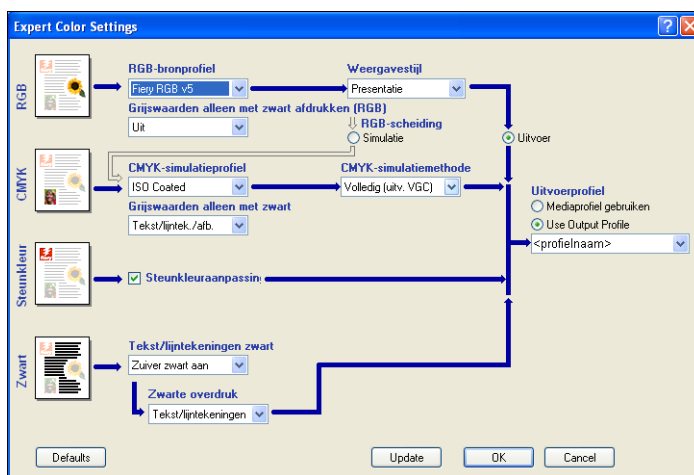 Expert Color Settings
RGB
RGB-bronprofiel
Weergavestijl
Fiery RGB v5
Presentatie
Grijswaarden alleen met zwart afdrukken (RGB)
Uit
RGB-scheiding
Simulatie
Uitvoer
CMYK
CMYK-simulatieprofiel
CMYK-simulatiemethode
ISO Coated
Volledig (uitv. VGC)
Grijswaarden alleen met zwart
Tekst/lijntek./afb.
Uitvoerprofiel
Mediaprofiel gebruiken
Use Output Profile
<profielnaam>
Steunkleur
Steunkleuraanpassing
Zwart
Tekst/lijntekeningen zwart
Zuiver zwart aan
Zwarte overdruk
Tekst/lijntekeningen
Defaults
Update
OK
Cancel